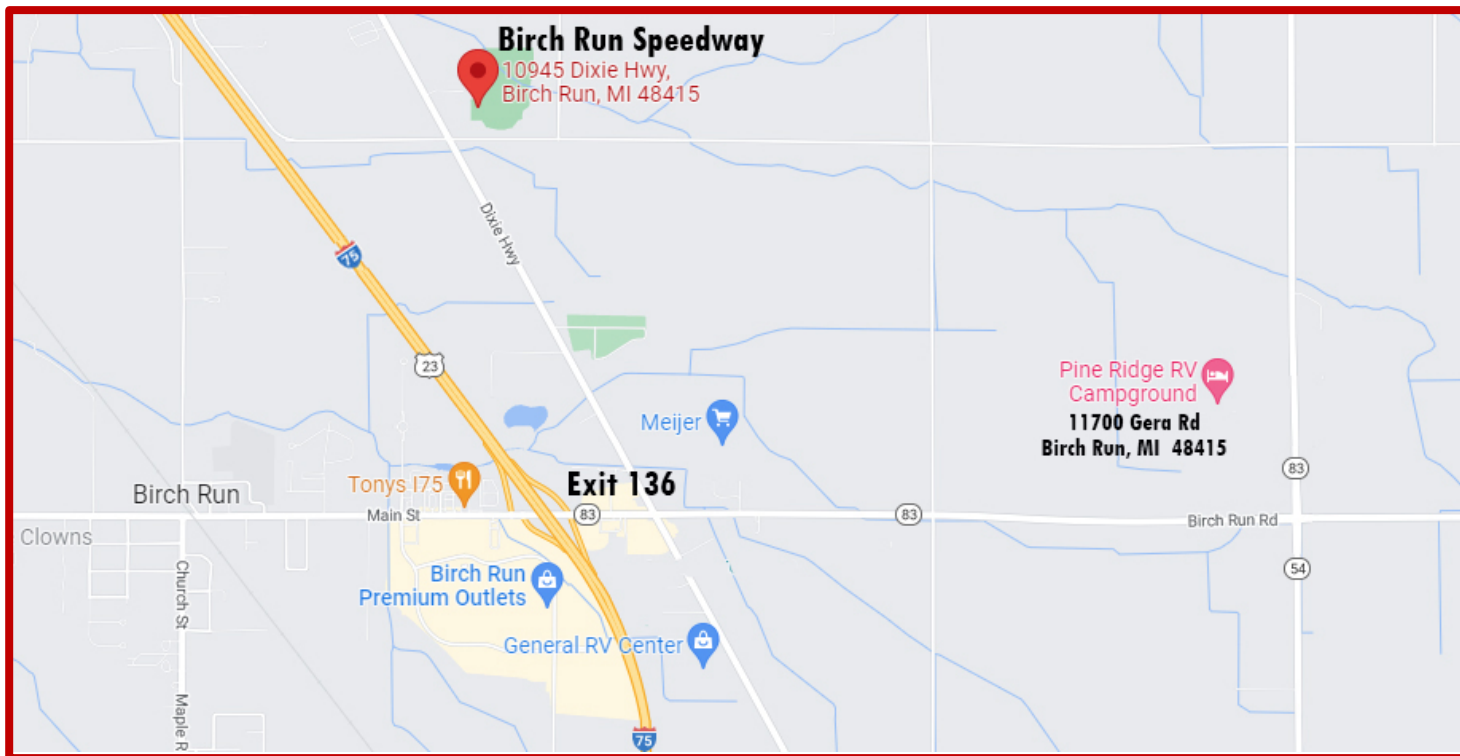 Birch Run Speedway
10945 Dixie Hwy,
Birch Run, MI 48415
Dixie Hwy
75
23
Pine Ridge RV
Campground
11700 Gera Rd
Birch Run, MI 48415
Meijer
83
Tonys I75
Exit 136
Birch Run
Main St
83
83
Birch Run Rd
Clowns
54
Church St
Birch Run
Premium Outlets
General RV Center
Maple R
75